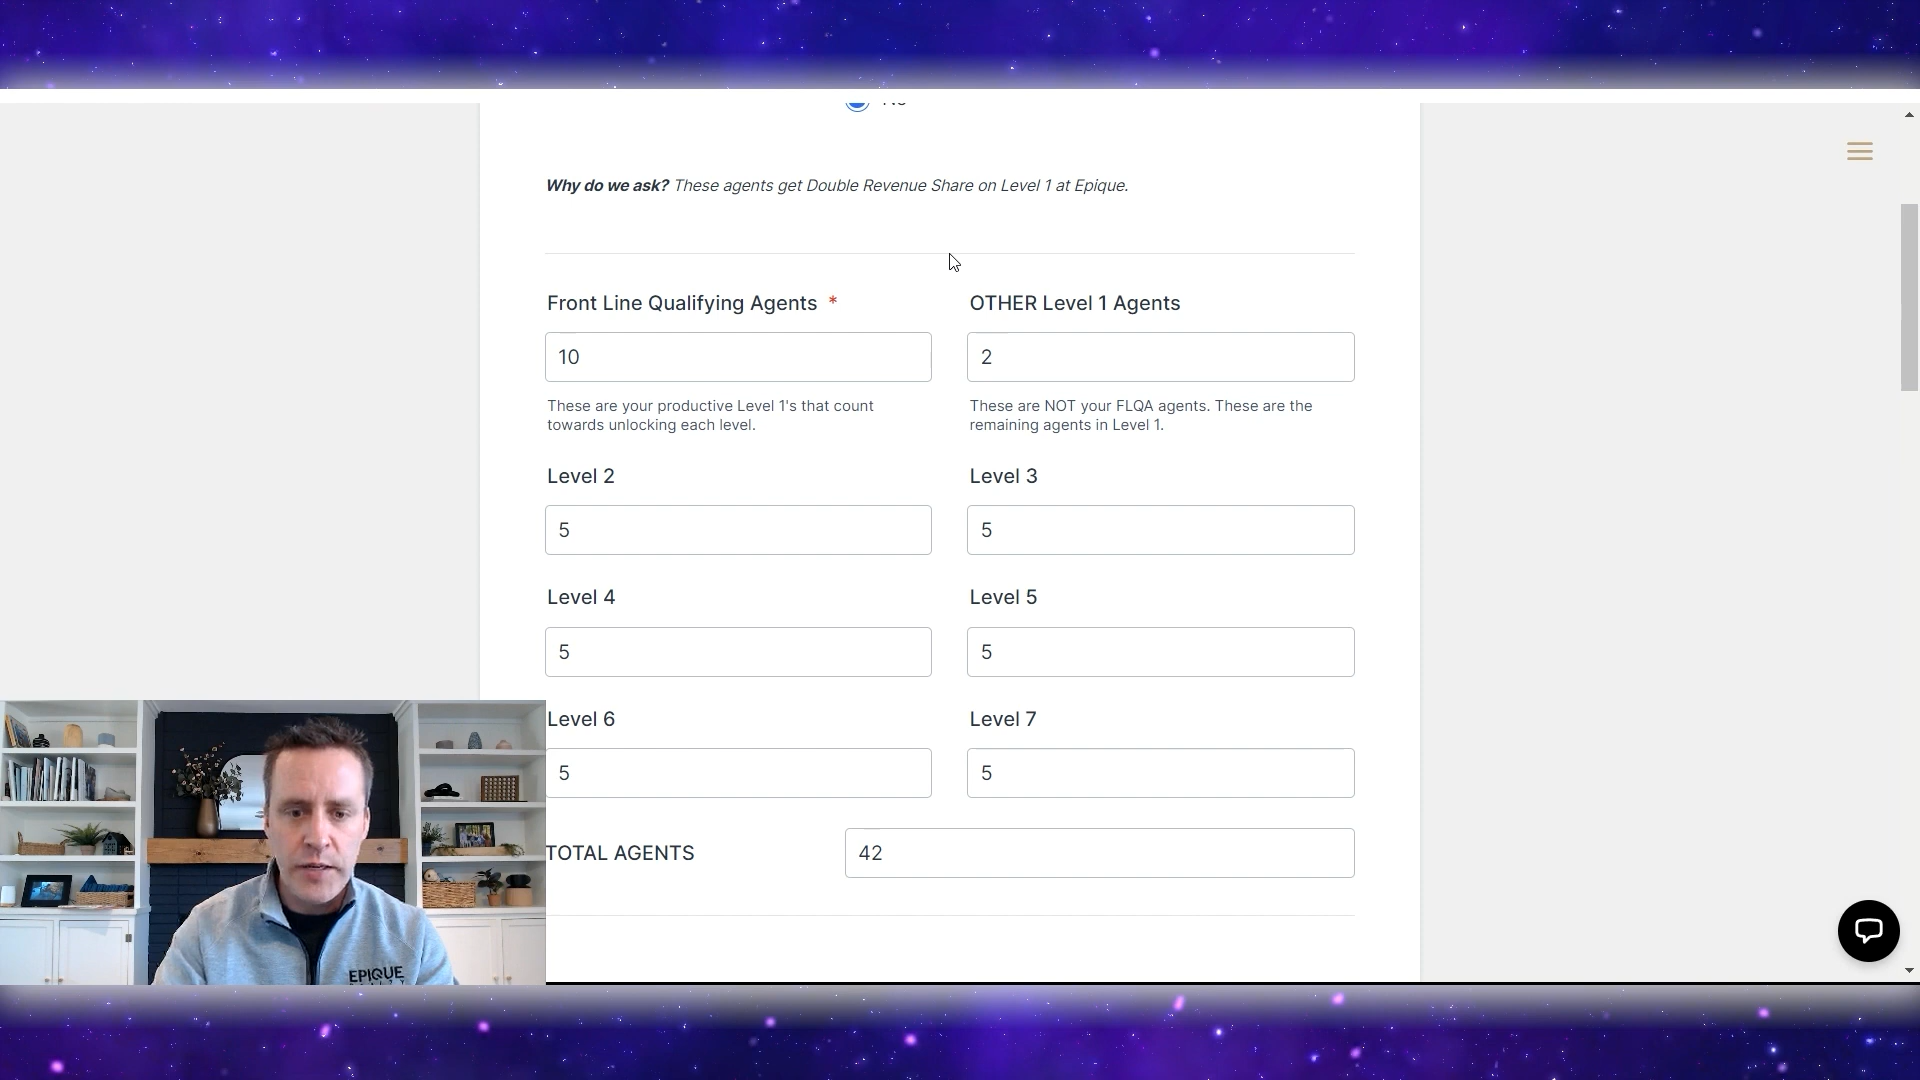 Why do we ask? These agents get Double Revenue Share on Level 1 at Epique.
Front Line Qualifying Agents *
OTHER Level 1 Agents
10
2
These are your productive Level 1's that count
towards unlocking each level.
These are NOT your FLQA agents. These are the
remaining agents in Level 1.
Level 2
Level 3
5
5
Level 4
Level 5
5
5
Level 6
Level 7
5
5
TOTAL AGENTS
42
EPIQUE